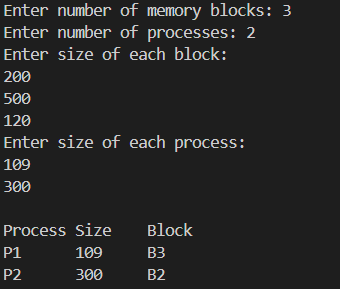 Enter number of memory blocks: 3
Enter number of processes: 2
Enter size of each block:
200
500
120
Enter size of each process:
109
300
Process Size Block
P1 109 B3
P2 300 B2